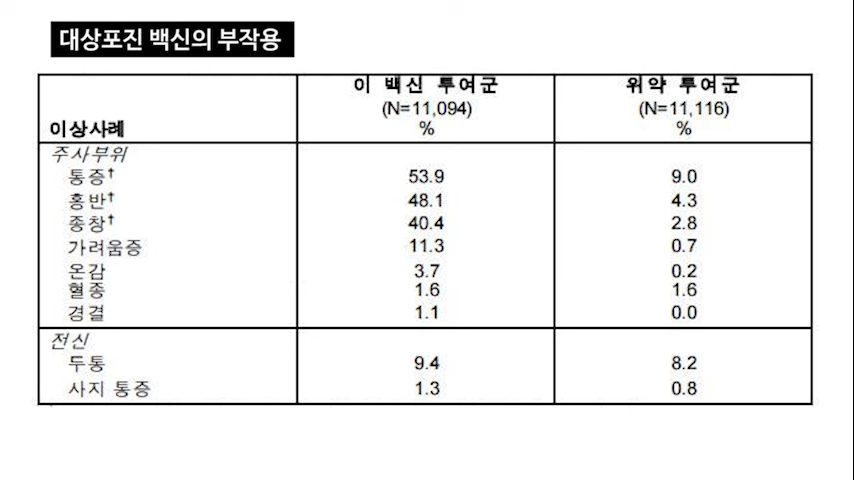 대상포진 백신의 부작용
이상사례 이 백신 투여군 (N=11,094) % 위약 투여군 (N=11,116) %
주사부위
통증† 53.9 9.0
홍반† 48.1 4.3
종창† 40.4 2.8
가려움증 11.3 0.7
온감 3.7 0.2
혈종 1.6 1.6
경결 1.1 0.0
전신
두통 9.4 8.2
사지 통증 1.3 0.8